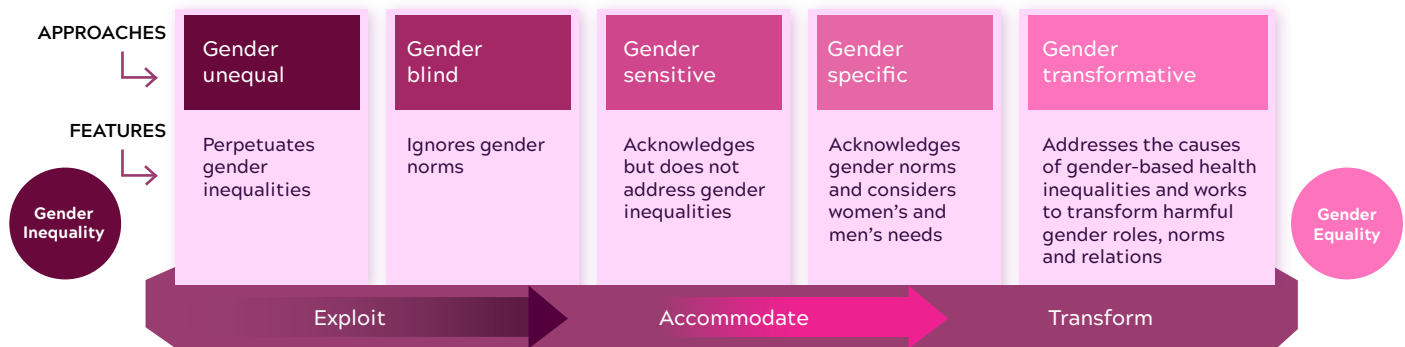 APPROACHES
Gender
unequal
Gender
blind
Gender
sensitive
Gender
specific
Gender
transformative
FEATURES
Perpetuates
gender
inequalities
Ignores gender
norms
Acknowledges
but does not
address gender
inequalities
Acknowledges
gender norms
and considers
women’s and
men’s needs
Addresses the causes
of gender-based health
inequalities and works
to transform harmful
gender roles, norms
and relations
Gender
Inequality
Gender
Equality
Exploit
Accommodate
Transform